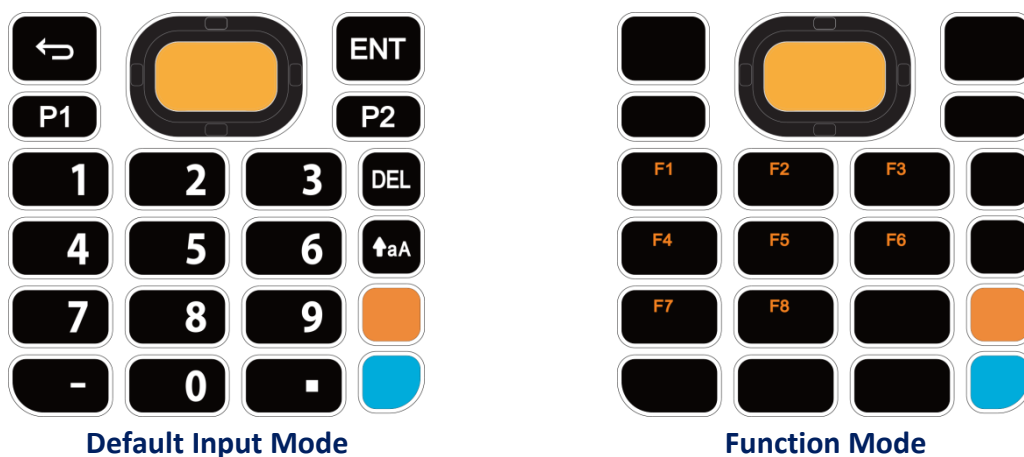 ENT
P1 P2
1 2 3 DEL
F1 F2 F3
4 5 6 aA
F4 F5 F6
7 8 9
F7 F8
- 0 .
Default Input Mode
Function Mode